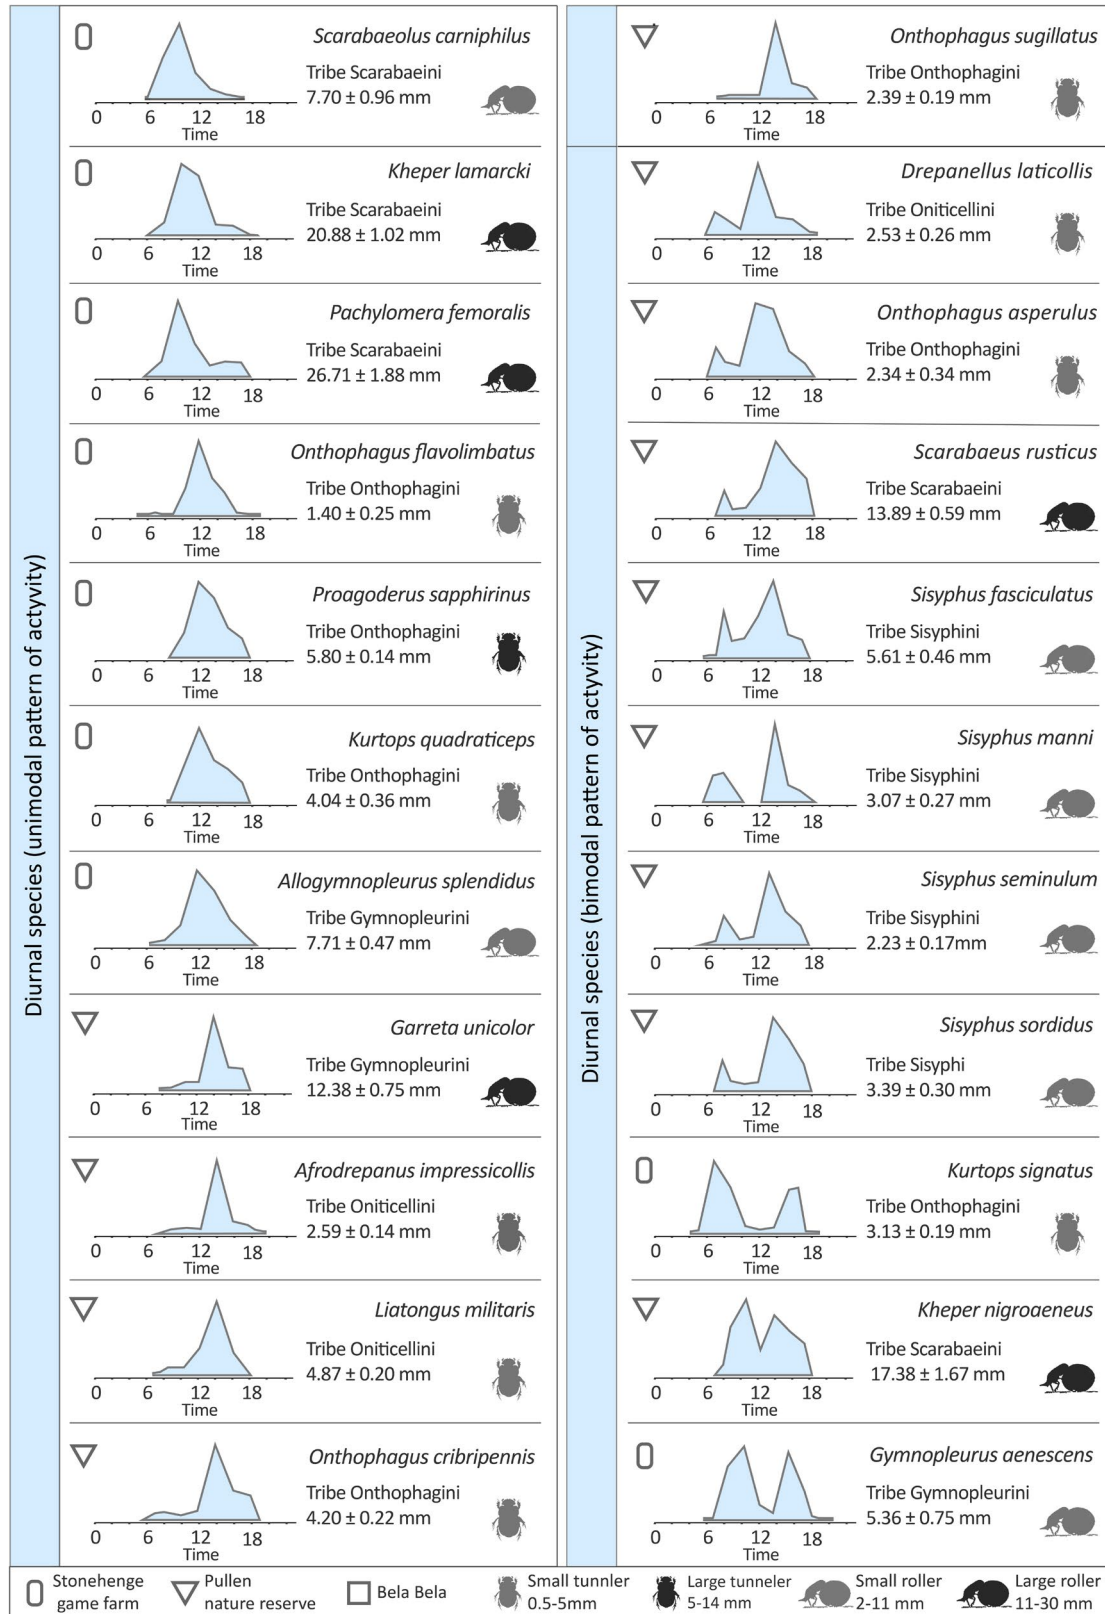 Diurnal species (unimodal pattern of actyvity)
Scarabaeolus carniphilus
Tribe Scarabaeini
7.70 ± 0.96 mm
0 6 12 18
Time
Kheper lamarcki
Tribe Scarabaeini
20.88 ± 1.02 mm
0 6 12 18
Time
Pachylomera femoralis
Tribe Scarabaeini
26.71 ± 1.88 mm
0 6 12 18
Time
Onthophagus flavolimbatus
Tribe Onthophagini
1.40 ± 0.25 mm
0 6 12 18
Time
Proagoderus sapphirinus
Tribe Onthophagini
5.80 ± 0.14 mm
0 6 12 18
Time
Kurtops quadraticeps
Tribe Onthophagini
4.04 ± 0.36 mm
0 6 12 18
Time
Allogymnopleurus splendidus
Tribe Gymnopleurini
7.71 ± 0.47 mm
0 6 12 18
Time
Garreta unicolor
Tribe Gymnopleurini
12.38 ± 0.75 mm
0 6 12 18
Time
Afrodrepanus impressicollis
Tribe Oniticellini
2.59 ± 0.14 mm
0 6 12 18
Time
Liatongus militaris
Tribe Oniticellini
4.87 ± 0.20 mm
0 6 12 18
Time
Onthophagus cribripennis
Tribe Onthophagini
4.20 ± 0.22 mm
0 6 12 18
Time
Onthophagus sugillatus
Tribe Onthophagini
2.39 ± 0.19 mm
0 6 12 18
Time
Diurnal species (bimodal pattern of actyvity)
Drepanellus laticollis
Tribe Oniticellini
2.53 ± 0.26 mm
0 6 12 18
Time
Onthophagus asperulus
Tribe Onthophagini
2.34 ± 0.34 mm
0 6 12 18
Time
Scarabaeus rusticus
Tribe Scarabaeini
13.89 ± 0.59 mm
0 6 12 18
Time
Sisyphus fasciculatus
Tribe Sisyphini
5.61 ± 0.46 mm
0 6 12 18
Time
Sisyphus manni
Tribe Sisyphini
3.07 ± 0.27 mm
0 6 12 18
Time
Sisyphus seminulum
Tribe Sisyphini
2.23 ± 0.17mm
0 6 12 18
Time
Sisyphus sordidus
Tribe Sisyphi
3.39 ± 0.30 mm
0 6 12 18
Time
Kurtops signatus
Tribe Onthophagini
3.13 ± 0.19 mm
0 6 12 18
Time
Kheper nigroaeneus
Tribe Scarabaeini
17.38 ± 1.67 mm
0 6 12 18
Time
Gymnopleurus aenescens
Tribe Gymnopleurini
5.36 ± 0.75 mm
0 6 12 18
Time
Stonehenge
game farm
Pullen
nature reserve
Bela Bela
Small tunnler
0.5-5mm
Large tunneler
5-14 mm
Small roller
2-11 mm
Large roller
11-30 mm